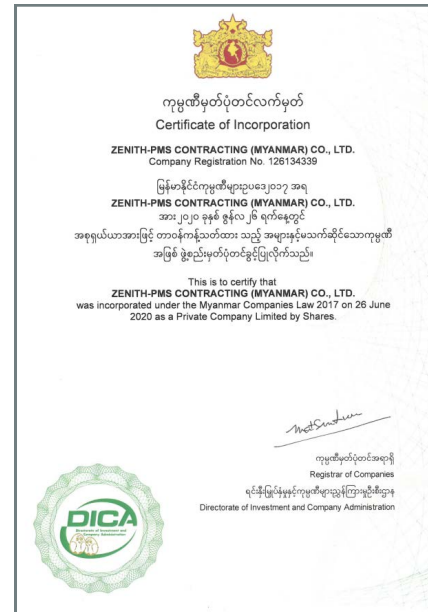 ကုမ္ပဏီမှတ်ပုံတင်လက်မှတ်
Certificate of Incorporation
ZENITH-PMS CONTRACTING (MYANMAR) CO., LTD.
Company Registration No. 126134339
မြန်မာနိုင်ငံကုမ္ပဏီများဥပဒေ၂၀၁၇ အရ
ZENITH-PMS CONTRACTING (MYANMAR) CO., LTD.
အား ၂၀၂၀ ခုနှစ် ဇွန်လ ၂၆ ရက်နေ့တွင်
အစုရှယ်ယာအားဖြင့် တာဝန်ကန့်သတ်ထား သည့် အများနှင့်မသက်ဆိုင်သောကုမ္ပဏီ
အဖြစ် ဖွဲ့စည်းမှတ်ပုံတင်ခွင့်ပြုလိုက်သည်။
This is to certify that
ZENITH-PMS CONTRACTING (MYANMAR) CO., LTD.
was incorporated under the Myanmar Companies Law 2017 on 26 June
2020 as a Private Company Limited by Shares.
ကုမ္ပဏီမှတ်ပုံတင်အရာရှိ
Registrar of Companies
ရင်းနှီးမြှုပ်နှံမှုနှင့်ကုမ္ပဏီများညွှန်ကြားမှုဦးစီးဌာန
Directorate of Investment and Company Administration
DICA
Directorate of Investment and
Company Administration